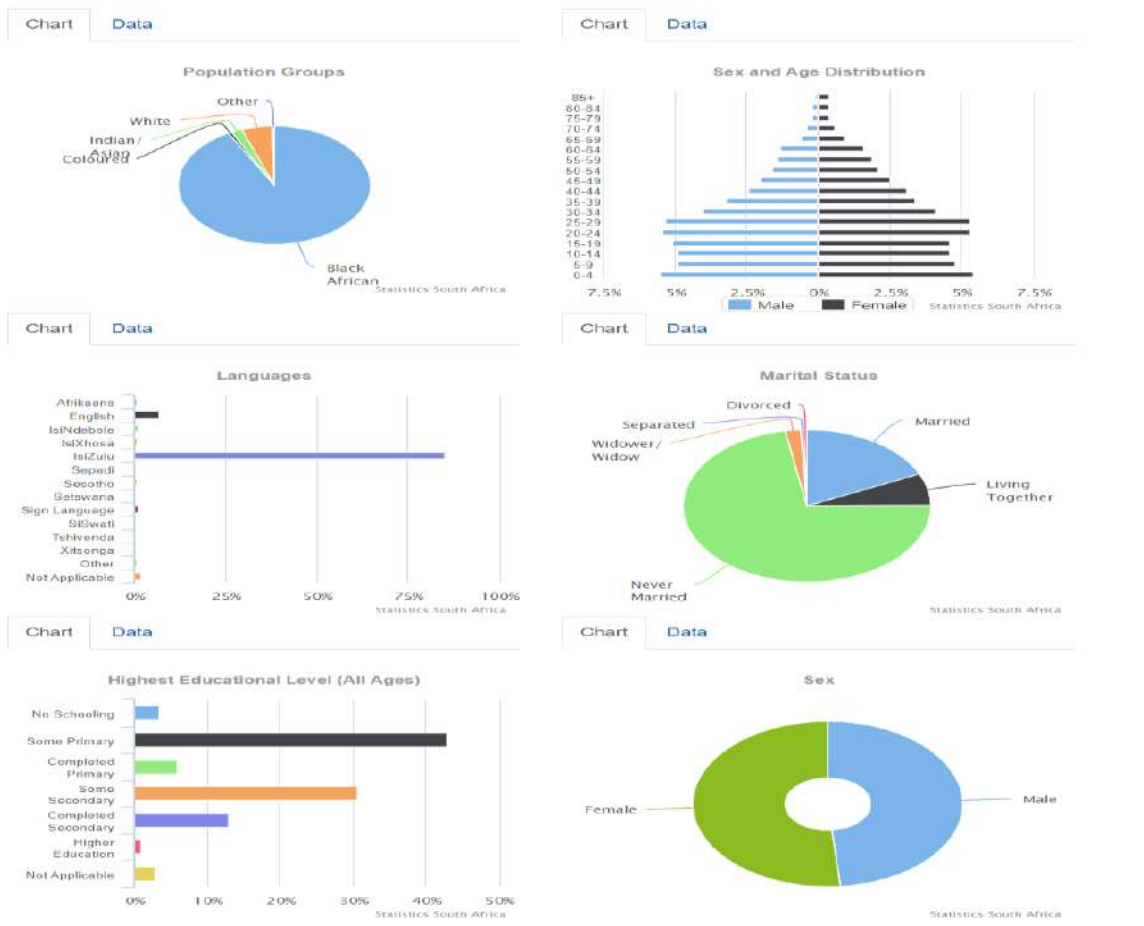 Chart Data
Population Groups
Other
White
Indian/
Asian
Coloured
Black
African
Statistics South Africa
Chart Data
Sex and Age Distribution
85+
80-84
75-79
70-74
65-69
60-64
55-59
50-54
45-49
40-44
35-39
30-34
25-29
20-24
15-19
10-14
5-9
0-4
7.5% 5% 2.5% 0% 2.5% 5% 7.5%
Male Female
Statistics South Africa
Chart Data
Languages
Afrikaans
English
IsiNdebele
IsiXhosa
IsiZulu
Sepedi
Sesotho
Setswana
Sign Language
SiSwati
Tshivenda
Xitsonga
Other
Not Applicable
0% 25% 50% 75% 100%
Statistics South Africa
Chart Data
Marital Status
Divorced
Separated
Widower/
Widow
Married
Living
Together
Never
Married
Statistics South Africa
Chart Data
Highest Educational Level (All Ages)
No Schooling
Some Primary
Completed
Primary
Some
Secondary
Completed
Secondary
Higher
Education
Not Applicable
0% 10% 20% 30% 40% 50%
Statistics South Africa
Chart Data
Sex
Female
Male
Statistics South Africa